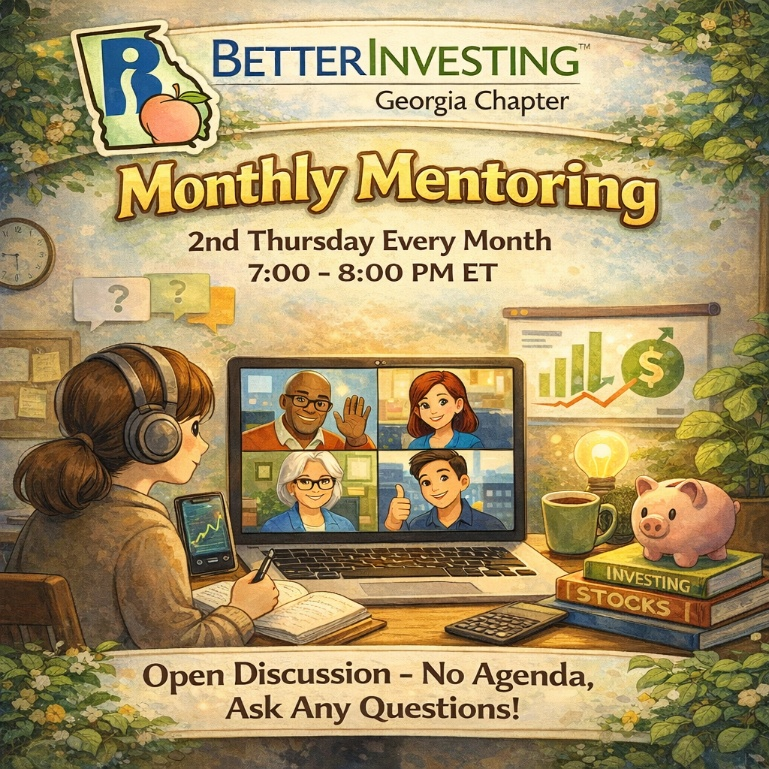 BETTERINVESTING™
Georgia Chapter
Monthly Mentoring
2nd Thursday Every Month
7:00 – 8:00 PM ET
?
?
$
INVESTING
STOCKS
Open Discussion – No Agenda,
Ask Any Questions!